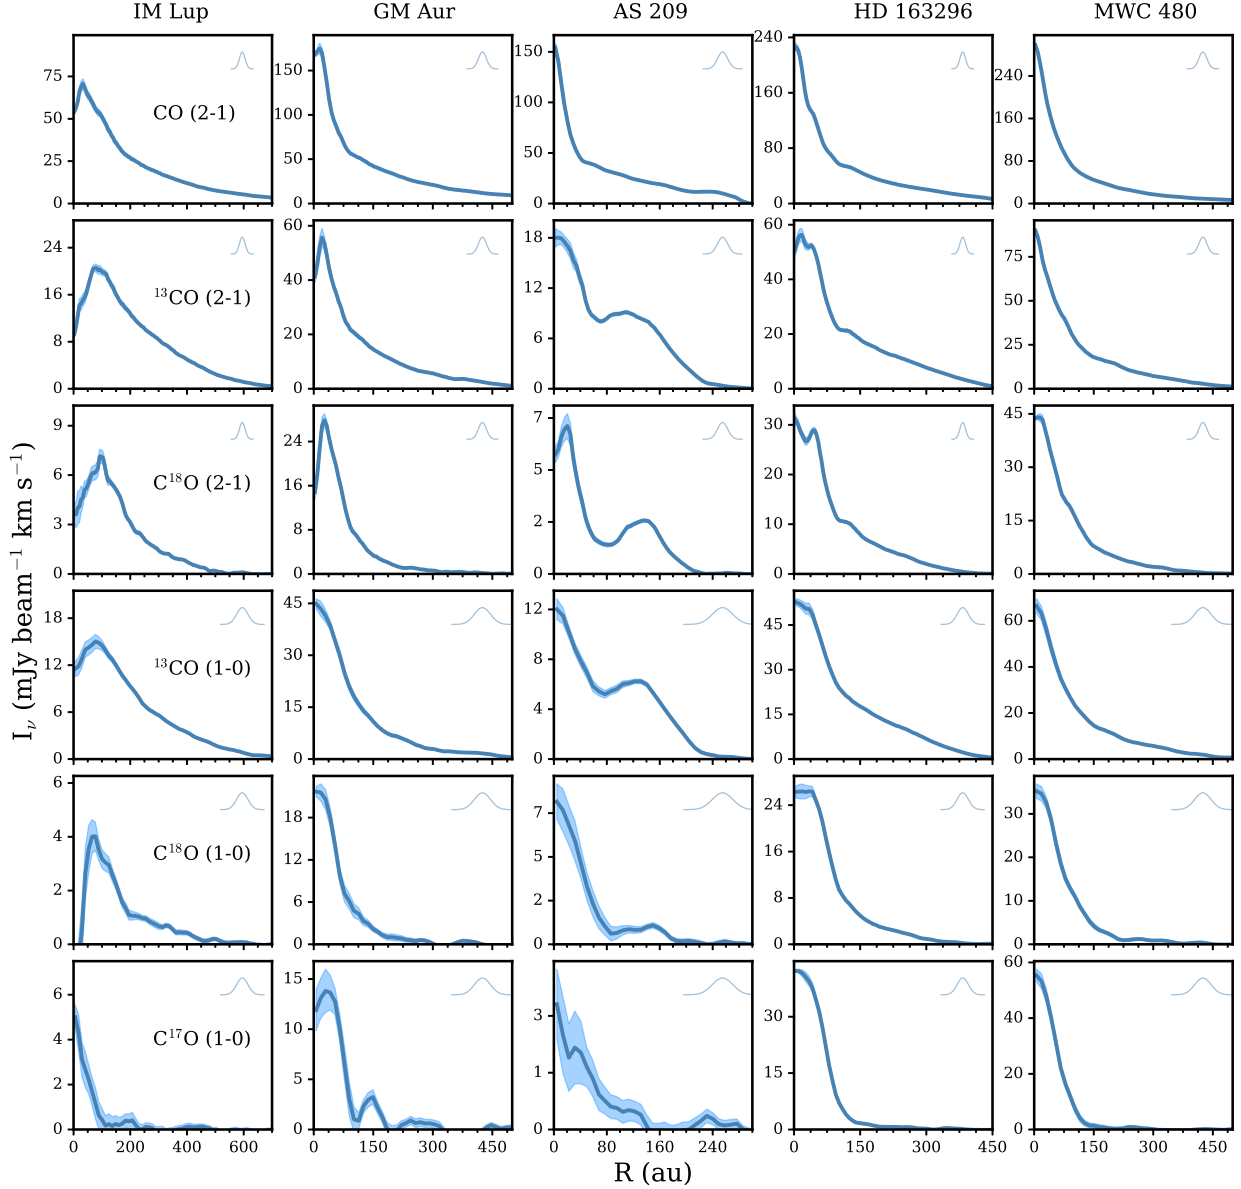 IM Lup GM Aur AS 209 HD 163296 MWC 480
75 50 25 0 CO (2-1) 150 100 50 0 150 100 50 0 240 160 80 0 240 160 80 0
24 16 8 0 ¹³CO (2-1) 60 40 20 0 18 12 6 0 60 40 20 0 75 50 25 0
9 6 3 0 C¹⁸O (2-1) 24 16 8 0 7 5 2 0 30 20 10 0 45 30 15 0
18 12 6 0 ¹³CO (1-0) 45 30 15 0 12 8 4 0 45 30 15 0 60 40 20 0
6 4 2 0 C¹⁸O (1-0) 18 12 6 0 7 5 2 0 24 16 8 0 30 20 10 0
6 4 2 0 C¹⁷O (1-0) 15 10 5 0 3 1 0 30 15 0 60 50 40 30 20 10 0
0 200 400 600 0 150 300 450 0 80 160 240 0 150 300 450 0 150 300 450
R (au)
I_ν (mJy beam⁻¹ km s⁻¹)